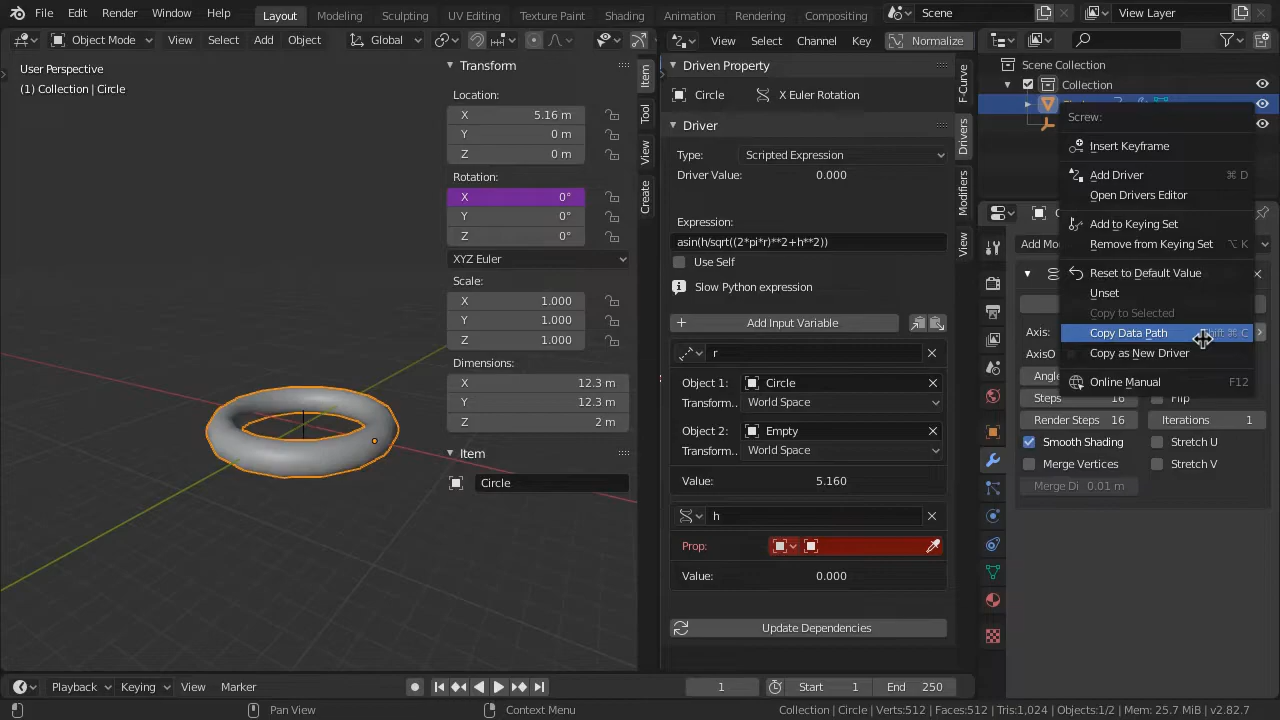 File Edit Render Window Help Layout Modeling Sculpting UV Editing Texture Paint Shading Animation Rendering Compositing Scene View Layer
Object Mode View Select Add Object Global View Select Channel Key Normalize
User Perspective
(1) Collection | Circle
Transform
Location:
X 5.16 m
Y 0 m
Z 0 m
Rotation:
X 0°
Y 0°
Z 0°
XYZ Euler
Scale:
X 1.000
Y 1.000
Z 1.000
Dimensions:
X 12.3 m
Y 12.3 m
Z 2 m
Item
Circle
Item
Tool
View
Create
Driven Property
Circle X Euler Rotation
Driver
Type: Scripted Expression
Driver Value: 0.000
Expression:
asin(h/sqrt((2*pi*r)**2+h**2))
Use Self
Slow Python expression
Add Input Variable
r
Object 1: Circle
Transform.. World Space
Object 2: Empty
Transform.. World Space
Value: 5.160
h
Prop:
Value: 0.000
Update Dependencies
F-Curve
Drivers
Modifiers
View
Scene Collection
Collection
Screw:
Insert Keyframe
Add Driver ⌘ D
Open Drivers Editor
Add to Keying Set
Remove from Keying Set ⌥ K
Reset to Default Value
Unset
Copy to Selected
Copy Data Path Shift ⌘ C
Copy as New Driver
Online Manual F12
Axis:
AxisO
Angle
Steps 16 Flip
Render Steps 16 Iterations 1
Smooth Shading Stretch U
Merge Vertices Stretch V
Merge Di 0.01 m
Playback Keying View Marker 1 Start 1 End 250
Pan View Context Menu Collection | Circle | Verts:512 | Faces:512 | Tris:1,024 | Objects:1/2 | Mem: 25.7 MiB | v2.82.7